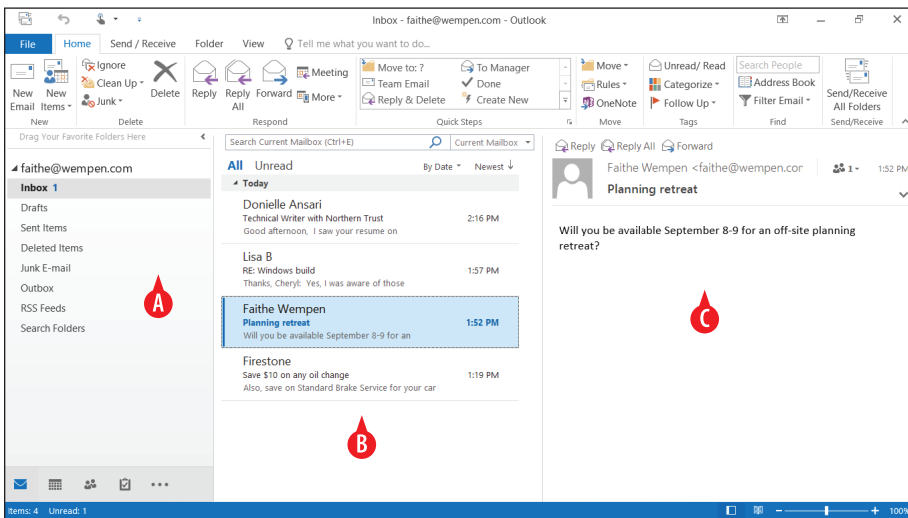 Inbox - faithe@wempen.com - Outlook
File Home Send / Receive Folder View Tell me what you want to do...
New Email
New Items
Ignore
Clean Up
Junk
Delete
Reply
Reply All
Forward
Meeting
More
Move to: ?
Team Email
Reply & Delete
To Manager
Done
Create New
Move
Rules
OneNote
Unread/ Read
Categorize
Follow Up
Search People
Address Book
Filter Email
Send/Receive All Folders
New Delete Respond Quick Steps Move Tags Find Send/Receive
Drag Your Favorite Folders Here
faithe@wempen.com
Inbox 1
Drafts
Sent Items
Deleted Items
Junk E-mail
Outbox
RSS Feeds
Search Folders
A
Search Current Mailbox (Ctrl+E) Current Mailbox
All Unread By Date Newest
Today
Donielle Ansari
Technical Writer with Northern Trust 2:16 PM
Good afternoon, I saw your resume on
Lisa B
RE: Windows build 1:57 PM
Thanks, Cheryl: Yes, I was aware of those
Faithe Wempen
Planning retreat 1:52 PM
Will you be available September 8-9 for an
Firestone
Save $10 on any oil change 1:19 PM
Also, save on Standard Brake Service for your car
B
Reply Reply All Forward
Faithe Wempen <faithe@wempen.cor 1 1:52 PM
Planning retreat
Will you be available September 8-9 for an off-site planning
retreat?
C
Items: 4 Unread: 1 100%